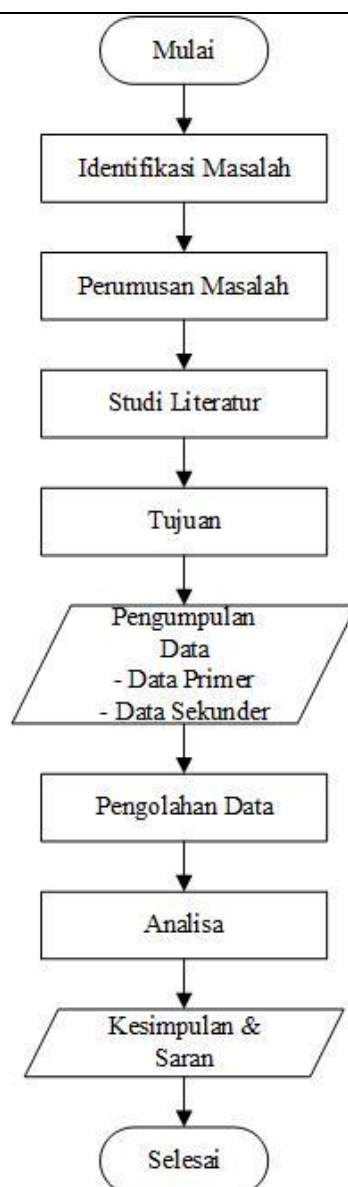 Mulai
Identifikasi Masalah
Perumusan Masalah
Studi Literatur
Tujuan
Pengumpulan
Data
- Data Primer
- Data Sekunder
Pengolahan Data
Analisa
Kesimpulan &
Saran
Selesai